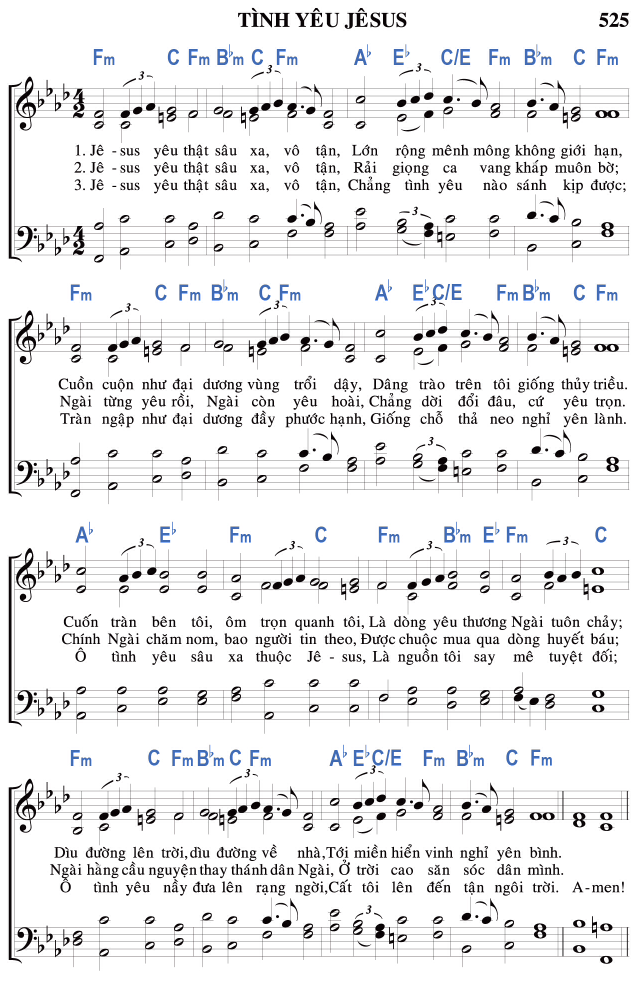 TÌNH YÊU JÊSUS 525
Fm C Fm B♭m C Fm A♭ E♭ C/E Fm B♭m C Fm
3 3 3
4 2
1. Jê - sus yêu thật sâu xa, vô tận, Lớn rộng mênh mông không giới hạn,
2. Jê - sus yêu thật sâu xa, vô tận, Rải giọng ca vang khắp muôn bờ;
3. Jê - sus yêu thật sâu xa, vô tận, Chẳng tình yêu nào sánh kịp được;
4 2 3
Fm C Fm B♭m C Fm A♭ E♭ C/E Fm B♭m C Fm
3 3 3
Cuồn cuộn như đại dương vùng trổi dậy, Dâng trào trên tôi giống thủy triều.
Ngài từng yêu rồi, Ngài còn yêu hoài, Chẳng dời đổi đâu, cứ yêu trọn.
Tràn ngập như đại dương đầy phước hạnh, Giống chỗ thả neo nghỉ yên lành.
3
A♭ E♭ Fm C Fm B♭m E♭ Fm C
3 3 3 3
Cuốn tràn bên tôi, ôm trọn quanh tôi, Là dòng yêu thương Ngài tuôn chảy;
Chính Ngài chăm nom, bao người tin theo, Được chuộc mua qua dòng huyết báu;
Ô tình yêu sâu xa thuộc Jê - sus, Là nguồn tôi say mê tuyệt đối;
Fm C Fm B♭m C Fm A♭ E♭ C/E Fm B♭m C Fm
3 3 3
Dìu đường lên trời, dìu đường về nhà, Tới miền hiển vinh nghỉ yên bình.
Ngài hàng cầu nguyện thay thánh dân Ngài, Ở trời cao săn sóc dân mình.
Ô tình yêu nầy đưa lên rạng ngời, Cất tôi lên đến tận ngôi trời. A-men!
3